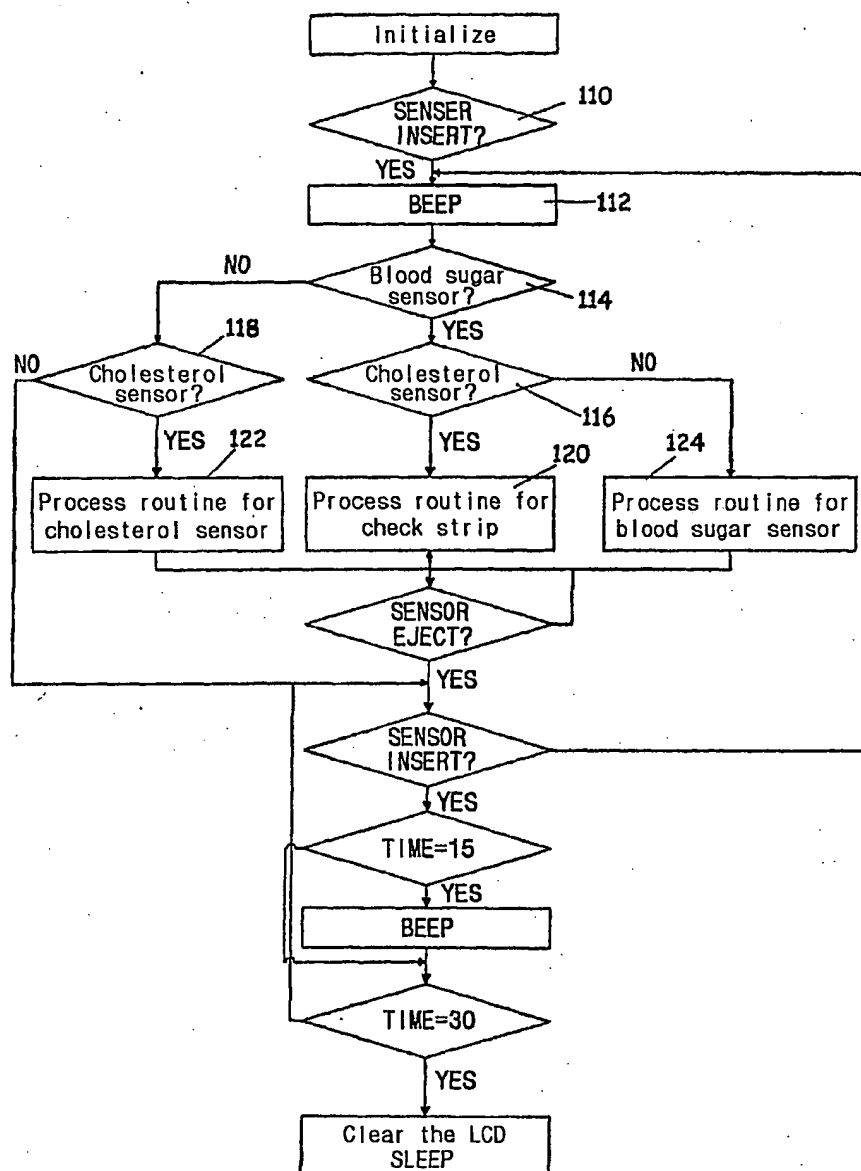 Initialize
SENSER
INSERT?
110
YES
BEEP
112
NO
Blood sugar
sensor?
114
YES
118
NO
Cholesterol
sensor?
Cholesterol
sensor?
NO
116
YES
YES
122
120
124
Process routine for
cholesterol sensor
Process routine for
check strip
Process routine for
blood sugar sensor
SENSOR
EJECT?
YES
SENSOR
INSERT?
YES
TIME=15
YES
BEEP
TIME=30
YES
Clear the LCD
SLEEP